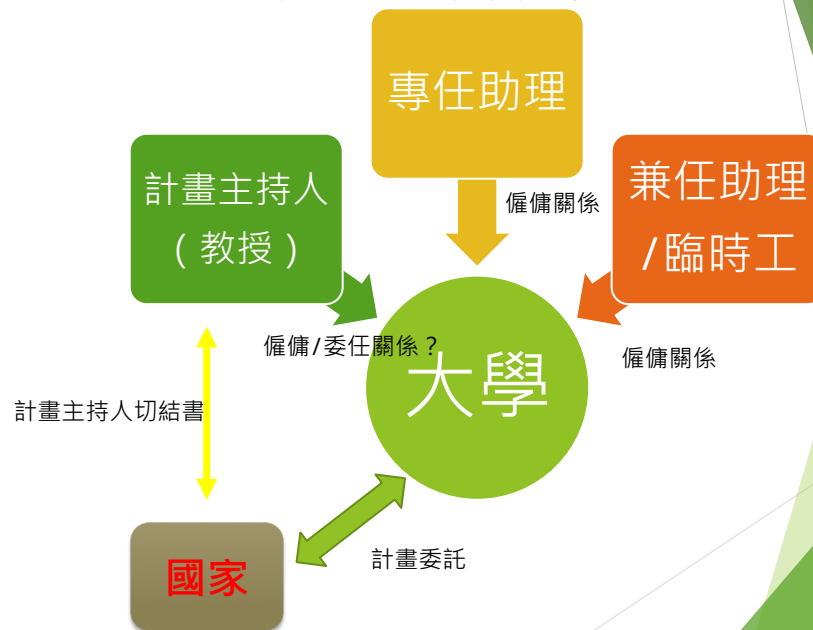 專任助理
計畫主持人
（教授）
兼任助理
/臨時工
僱傭關係
僱傭/委任關係？
僱傭關係
大學
計畫主持人切結書
計畫委託
國家